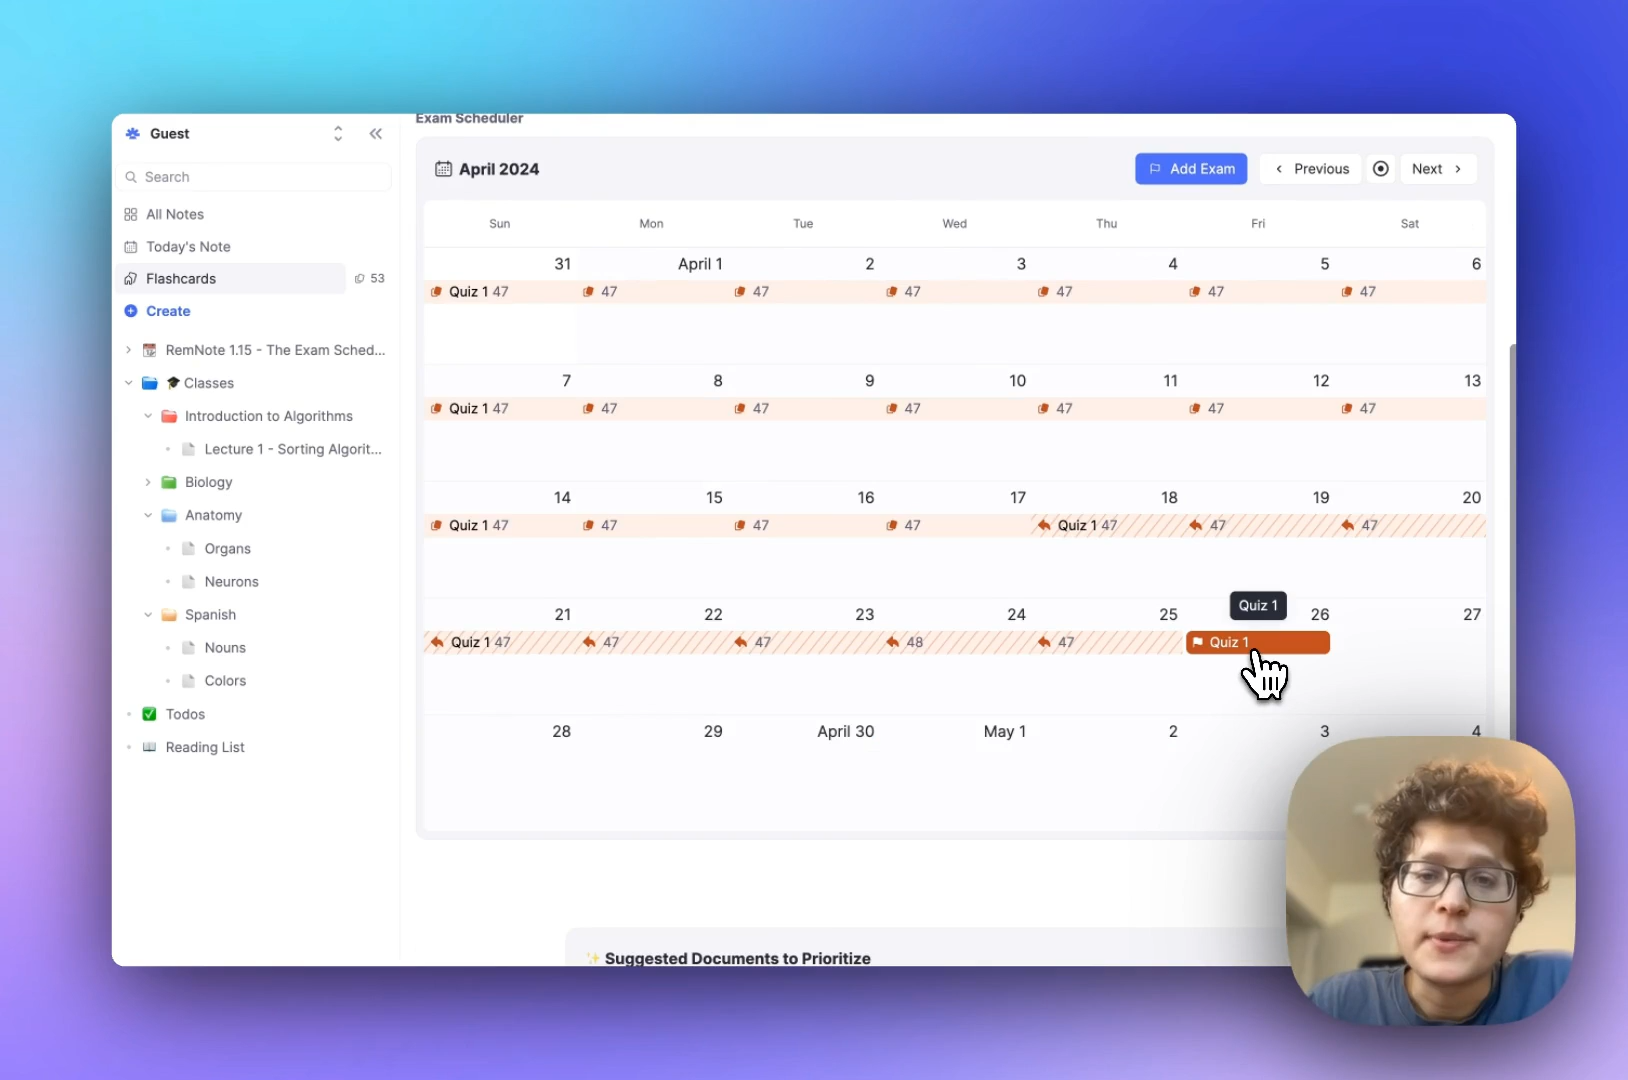 Guest
Search
All Notes
Today's Note
Flashcards 53
Create
RemNote 1.15 - The Exam Sched...
Classes
Introduction to Algorithms
Lecture 1 - Sorting Algorit...
Biology
Anatomy
Organs
Neurons
Spanish
Nouns
Colors
Todos
Reading List
Exam Scheduler
April 2024
Add Exam
Previous
Next
Sun Mon Tue Wed Thu Fri Sat
31 April 1 2 3 4 5 6
Quiz 1 47 47 47 47 47 47 47
7 8 9 10 11 12 13
Quiz 1 47 47 47 47 47 47 47
14 15 16 17 18 19 20
Quiz 1 47 47 47 47 Quiz 1 47 47 47
Quiz 1
21 22 23 24 25 26 27
Quiz 1 47 47 47 48 47 Quiz 1
28 29 April 30 May 1 2 3 4
Suggested Documents to Prioritize